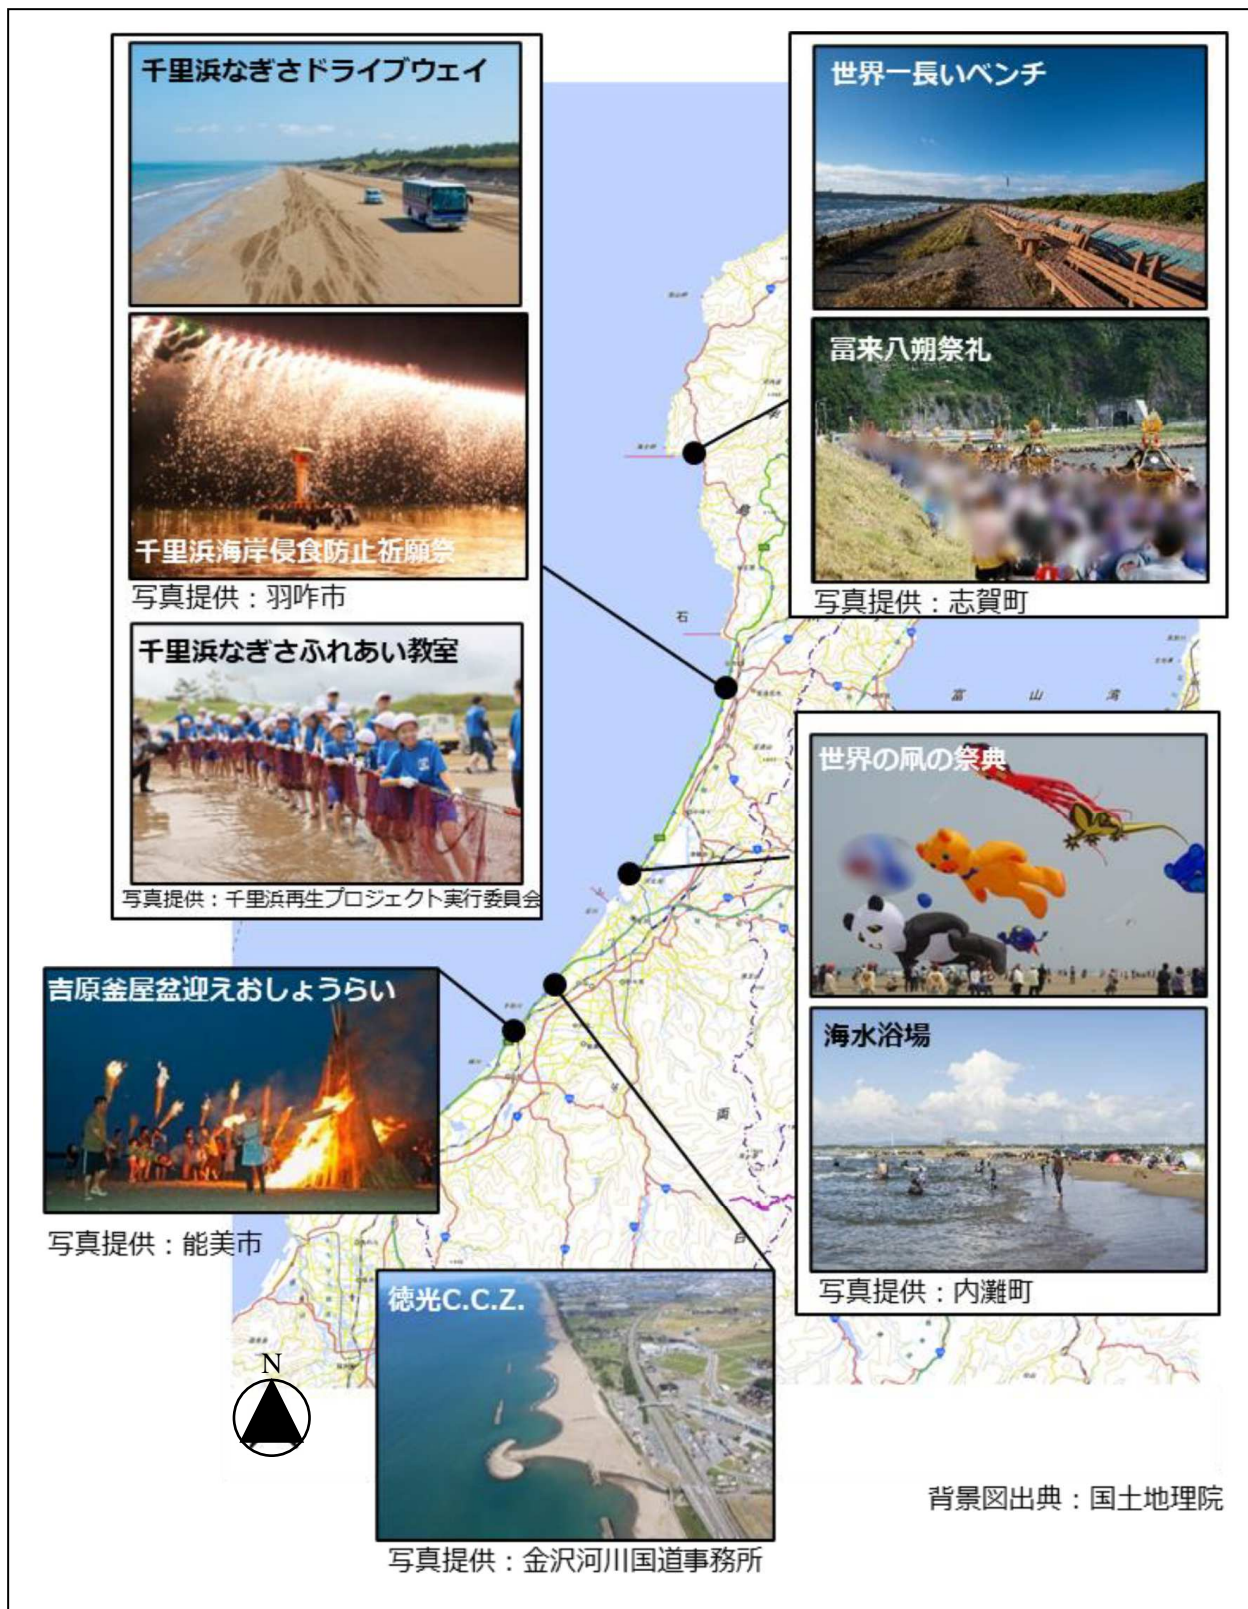 千里浜なぎさドライブウェイ
千里浜海岸侵食防止祈願祭
写真提供：羽咋市
千里浜なぎさふれあい教室
写真提供：千里浜再生プロジェクト実行委員会
世界一長いベンチ
富来八朔祭礼
写真提供：志賀町
石
富山湾
世界の凧の祭典
海水浴場
写真提供：内灘町
吉原釜屋盆迎えおしょうらい
写真提供：能美市
徳光C.C.Z.
写真提供：金沢河川国道事務所
N
背景図出典：国土地理院